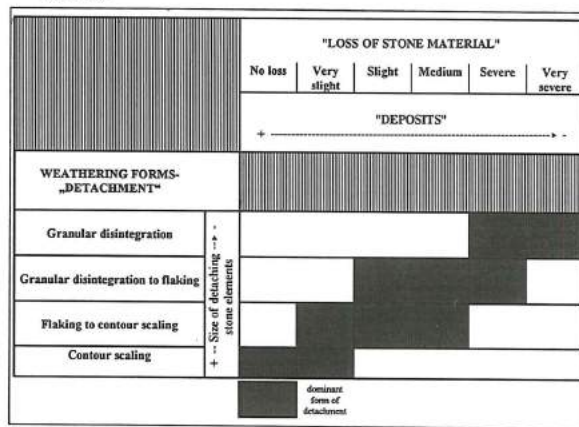 "LOSS OF STONE MATERIAL"
No loss Very slight Slight Medium Severe Very severe
"DEPOSITS"
+ ----------------------------------------> -
WEATHERING FORMS-
„DETACHMENT“
Granular disintegration
Granular disintegration to flaking
Flaking to contour scaling
Contour scaling
+ -- Size of detaching --> -
stone elements
dominant
form of
detachment